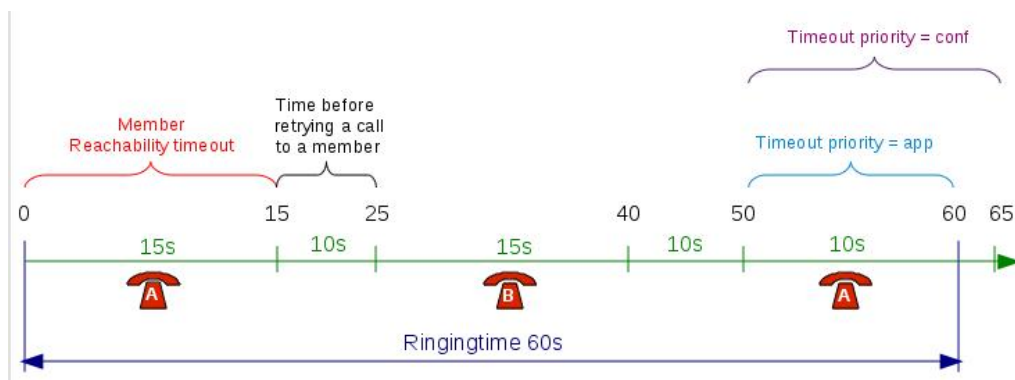 Timeout priority = conf
Time before
retrying a call
to a member
Member
Reachability timeout
Timeout priority = app
0
15
25
40
50
60
65
15s
10s
15s
10s
10s
A
B
A
Ringingtime 60s